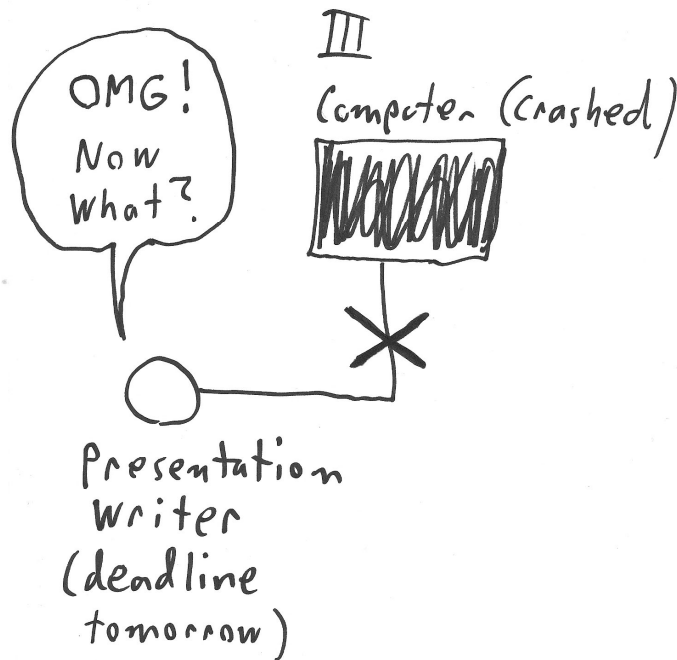 III
OMG!
Now
What?
Computer (crashed)
Presentation
Writer
(deadline
tomorrow)